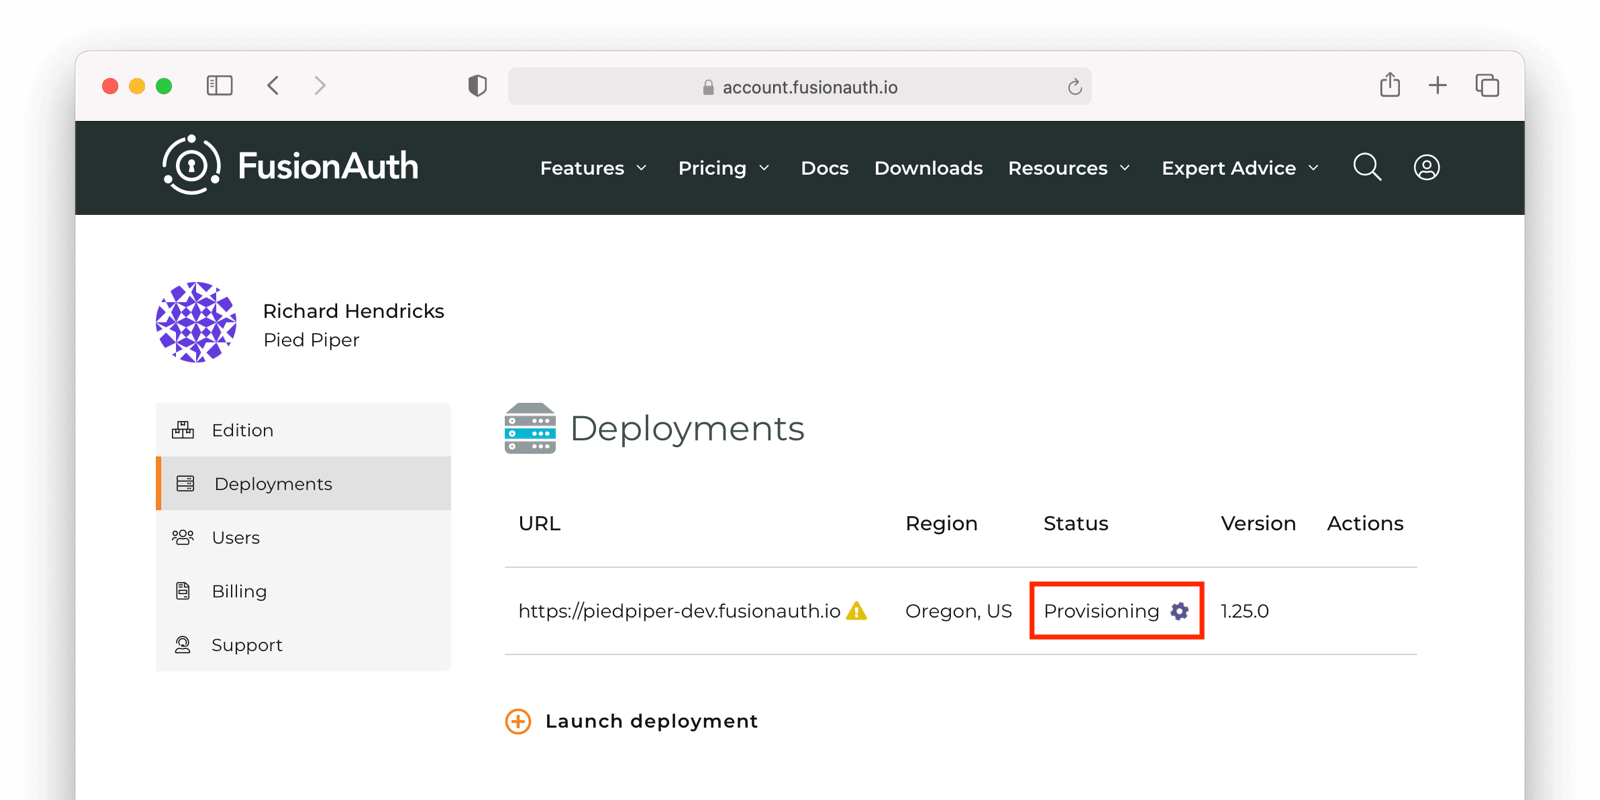 account.fusionauth.io
FusionAuth
Features Pricing Docs Downloads Resources Expert Advice
Richard Hendricks
Pied Piper
Edition
Deployments
Users
Billing
Support
Deployments
URL Region Status Version Actions
https://piedpiper-dev.fusionauth.io Oregon, US Provisioning 1.25.0
Launch deployment